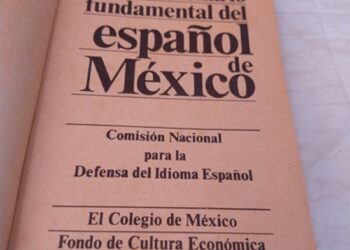 fundamental del
español
de
México
Comisión Nacional
para la
Defensa del Idioma Español
El Colegio de México
Fondo de Cultura Económica